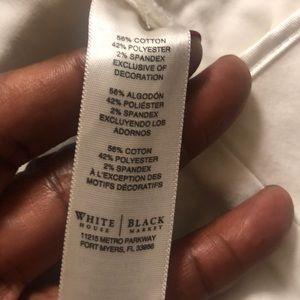 56% COTTON
42% POLYESTER
2% SPANDEX
EXCLUSIVE OF
DECORATION
56% ALGODÓN
42% POLIÉSTER
2% SPANDEX
EXCLUYENDO LOS
ADORNOS
56% COTON
42% POLYESTER
2% SPANDEX
À L'EXCEPTION DES
MOTIFS DÉCORATIFS
WHITE | BLACK
HOUSE | MARKET
11215 METRO PARKWAY
FORT MYERS, FL 33966